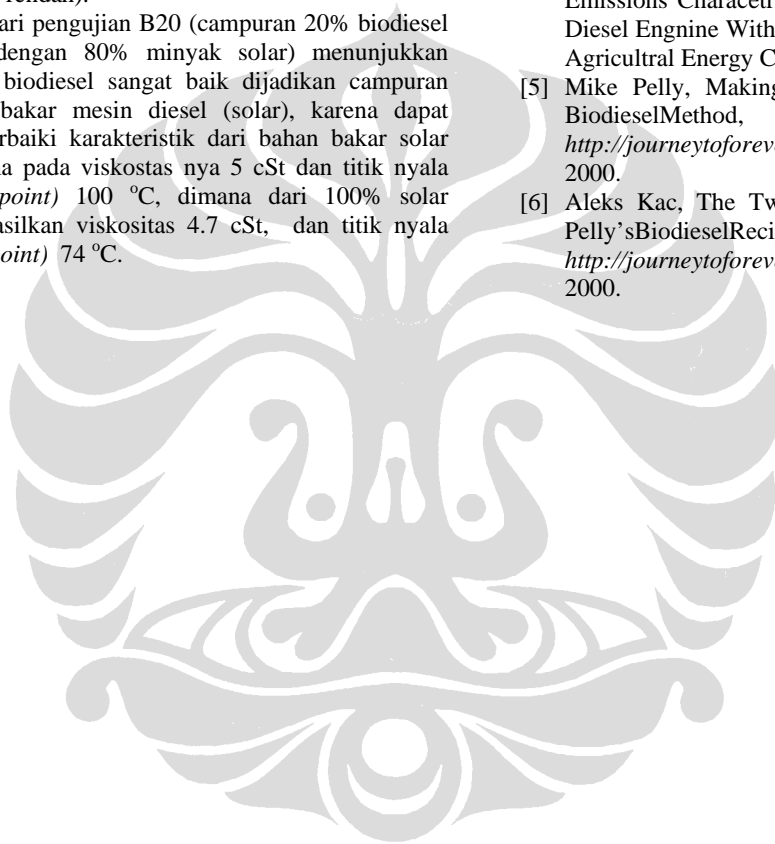 rendah).
ari pengujian B20 (campuran 20% biodiesel
dengan 80% minyak solar) menunjukkan
biodiesel sangat baik dijadikan campuran
bakar mesin diesel (solar), karena dapat
rbaiki karakteristik dari bahan bakar solar
a pada viskostas nya 5 cSt dan titik nyala
point) 100 °C, dimana dari 100% solar
asilkan viskositas 4.7 cSt, dan titik nyala
oint) 74 °C.
Emissions Characetr
Diesel Engnine With
Agricultral Energy C
[5] Mike Pelly, Making
BiodieselMethod,
http://journeytoforev
2000.
[6] Aleks Kac, The Tw
Pelly'sBiodieselReci
http://journeytoforev
2000.